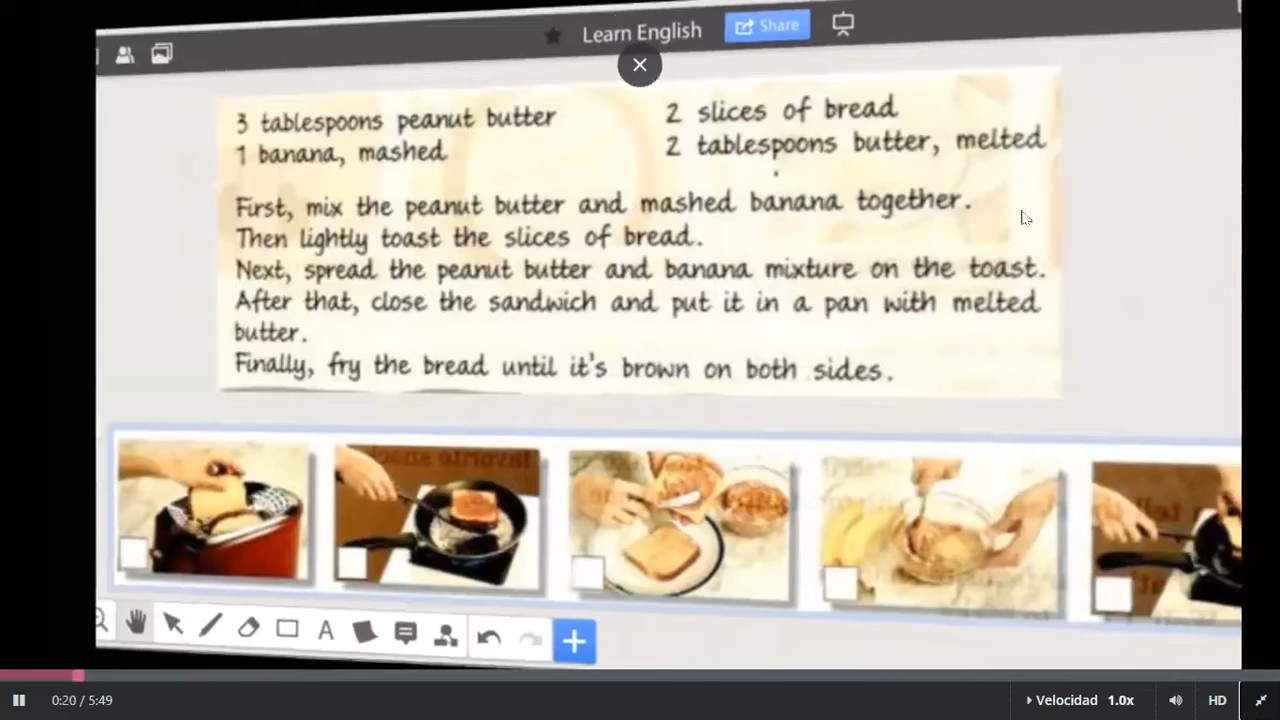 Learn English
Share
3 tablespoons peanut butter
1 banana, mashed
2 slices of bread
2 tablespoons butter, melted
First, mix the peanut butter and mashed banana together.
Then lightly toast the slices of bread.
Next, spread the peanut butter and banana mixture on the toast.
After that, close the sandwich and put it in a pan with melted
butter.
Finally, fry the bread until it's brown on both sides.
A
0:20 / 5:49
Velocidad 1.0x
HD